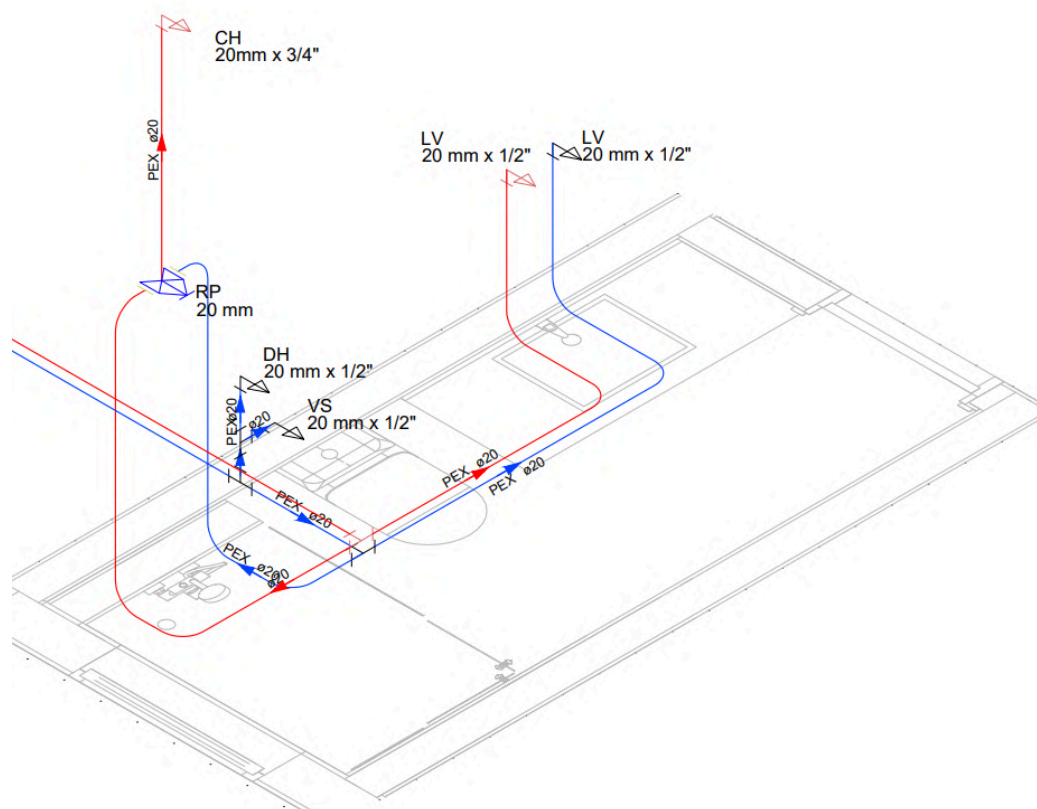 CH
20mm x 3/4"
PEX ø20
LV
20 mm x 1/2"
LV
20 mm x 1/2"
RP
20 mm
DH
20 mm x 1/2"
PEX ø20
ø20
VS
20 mm x 1/2"
PEX ø20
PEX ø20
PEX ø20
PEX ø20
ø20